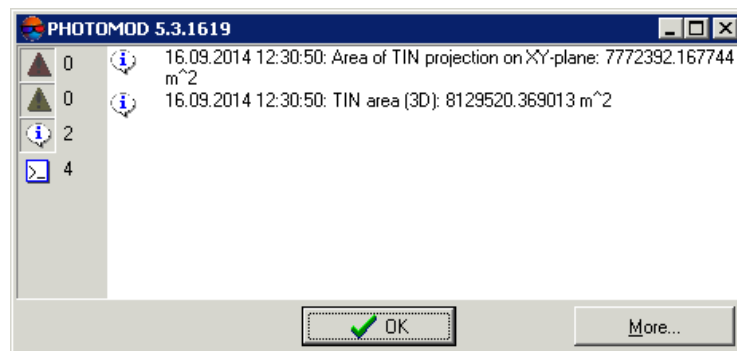 PHOTOMOD 5.3.1619
0
16.09.2014 12:30:50: Area of TIN projection on XY-plane: 7772392.167744
m^2
0
16.09.2014 12:30:50: TIN area (3D): 8129520.369013 m^2
2
4
OK
More...